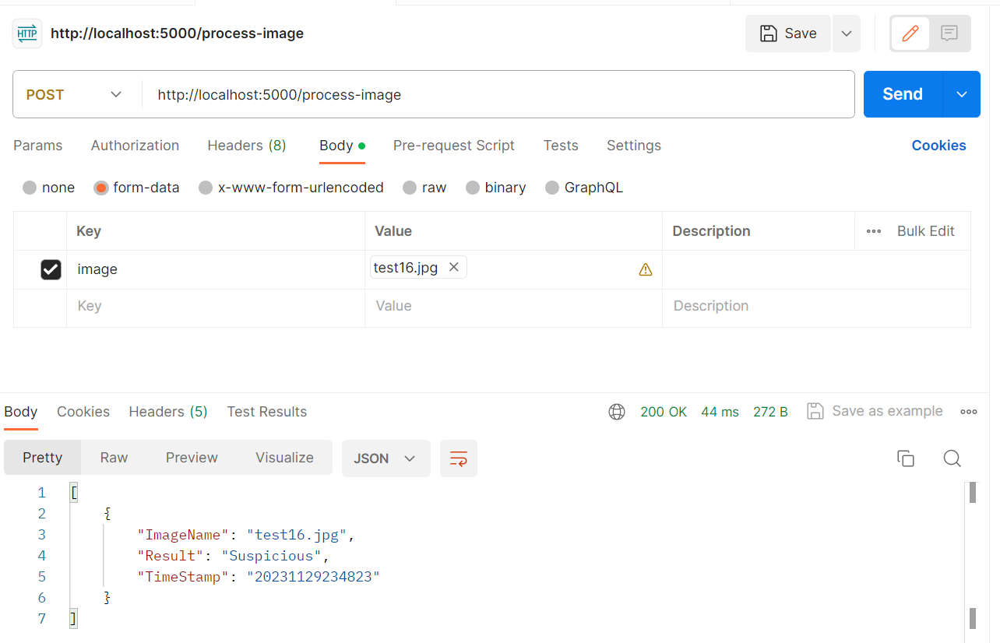 HTTP http://localhost:5000/process-image Save
POST http://localhost:5000/process-image Send
Params Authorization Headers (8) Body Pre-request Script Tests Settings Cookies
none form-data x-www-form-urlencoded raw binary GraphQL
Key Value Description Bulk Edit
image test16.jpg
Key Value Description
Body Cookies Headers (5) Test Results 200 OK 44 ms 272 B Save as example
Pretty Raw Preview Visualize JSON
1 [
2 {
3 "ImageName": "test16.jpg",
4 "Result": "Suspicious",
5 "TimeStamp": "20231129234823"
6 }
7 ]